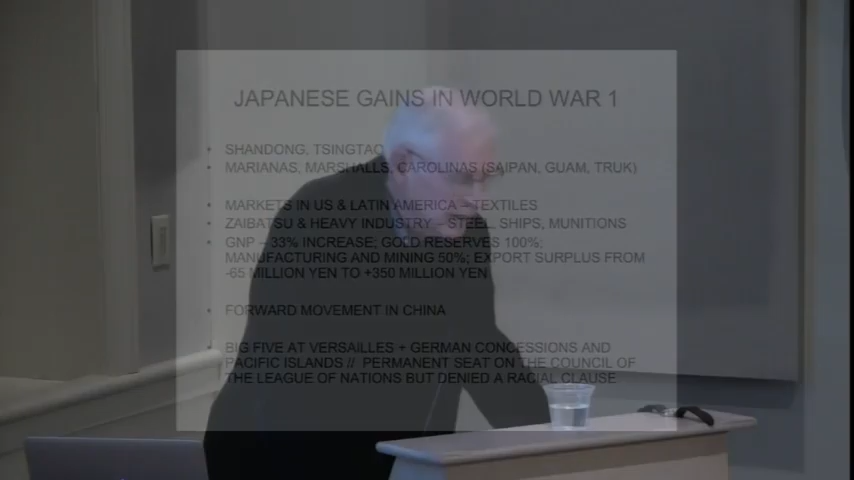 JAPANESE GAINS IN WORLD WAR 1
• SHANDONG, TSINGTAO
• MARIANAS, MARSHALLS, CAROLINAS (SAIPAN, GUAM, TRUK)
• MARKETS IN US & LATIN AMERICA – TEXTILES
• ZAIBATSU & HEAVY INDUSTRY – STEEL, SHIPS, MUNITIONS
• GNP – 33% INCREASE; GOLD RESERVES 100%;
MANUFACTURING AND MINING 50%; EXPORT SURPLUS FROM
-65 MILLION YEN TO +350 MILLION YEN
• FORWARD MOVEMENT IN CHINA
• BIG FIVE AT VERSAILLES + GERMAN CONCESSIONS AND
PACIFIC ISLANDS // PERMANENT SEAT ON THE COUNCIL OF
THE LEAGUE OF NATIONS BUT DENIED A RACIAL CLAUSE